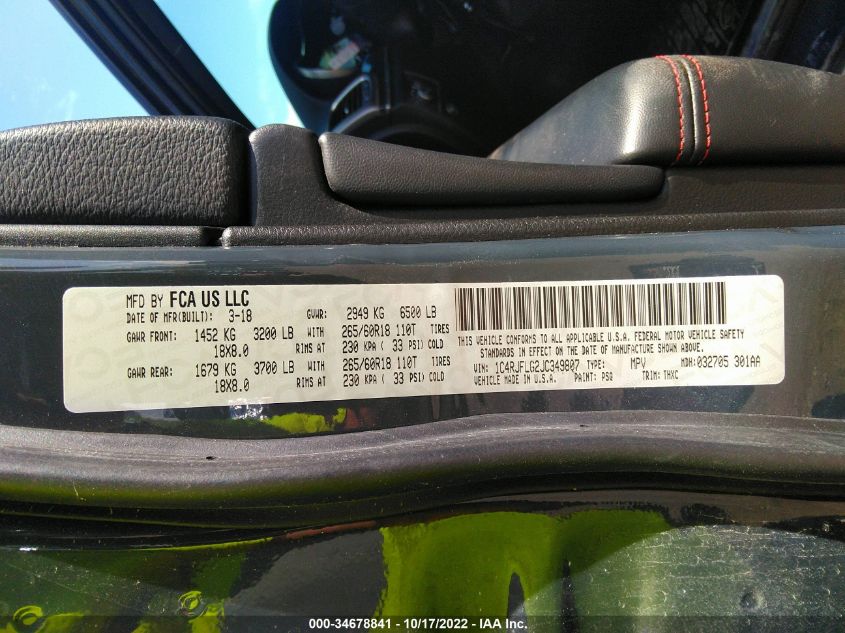 MFD BY FCA US LLC
DATE OF MFR(BUILT): 3-18 GVWR: 2949 KG 6500 LB
GAWR FRONT: 1452 KG 3200 LB WITH 265/60R18 110T TIRES
18X8.0 RIMS AT 230 KPA ( 33 PSI) COLD
GAWR REAR: 1679 KG 3700 LB WITH 265/60R18 110T TIRES
18X8.0 RIMS AT 230 KPA ( 33 PSI) COLD
THIS VEHICLE CONFORMS TO ALL APPLICABLE U.S.A. FEDERAL MOTOR VEHICLE SAFETY
STANDARDS IN EFFECT ON THE DATE OF MANUFACTURE SHOWN ABOVE.
VIN: 1C4RJFLG2JC349807 TYPE: MPV MDH: 032705 301AA
MADE IN U.S.A. PAINT: PSQ TRIM: THXC
000-34678841 - 10/17/2022 - IAA Inc.